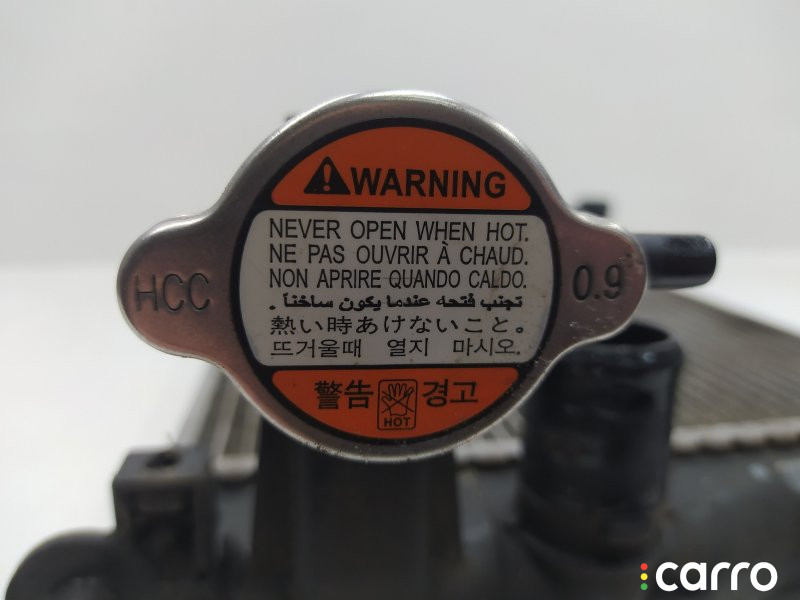 WARNING
NEVER OPEN WHEN HOT.
NE PAS OUVRIR À CHAUD.
NON APRIRE QUANDO CALDO.
تجنب فتحه عندما يكون ساخناً .
熱い時あけないこと。
뜨거울때 열지 마시오.
警告 경고
HOT
HCC
0.9
carro